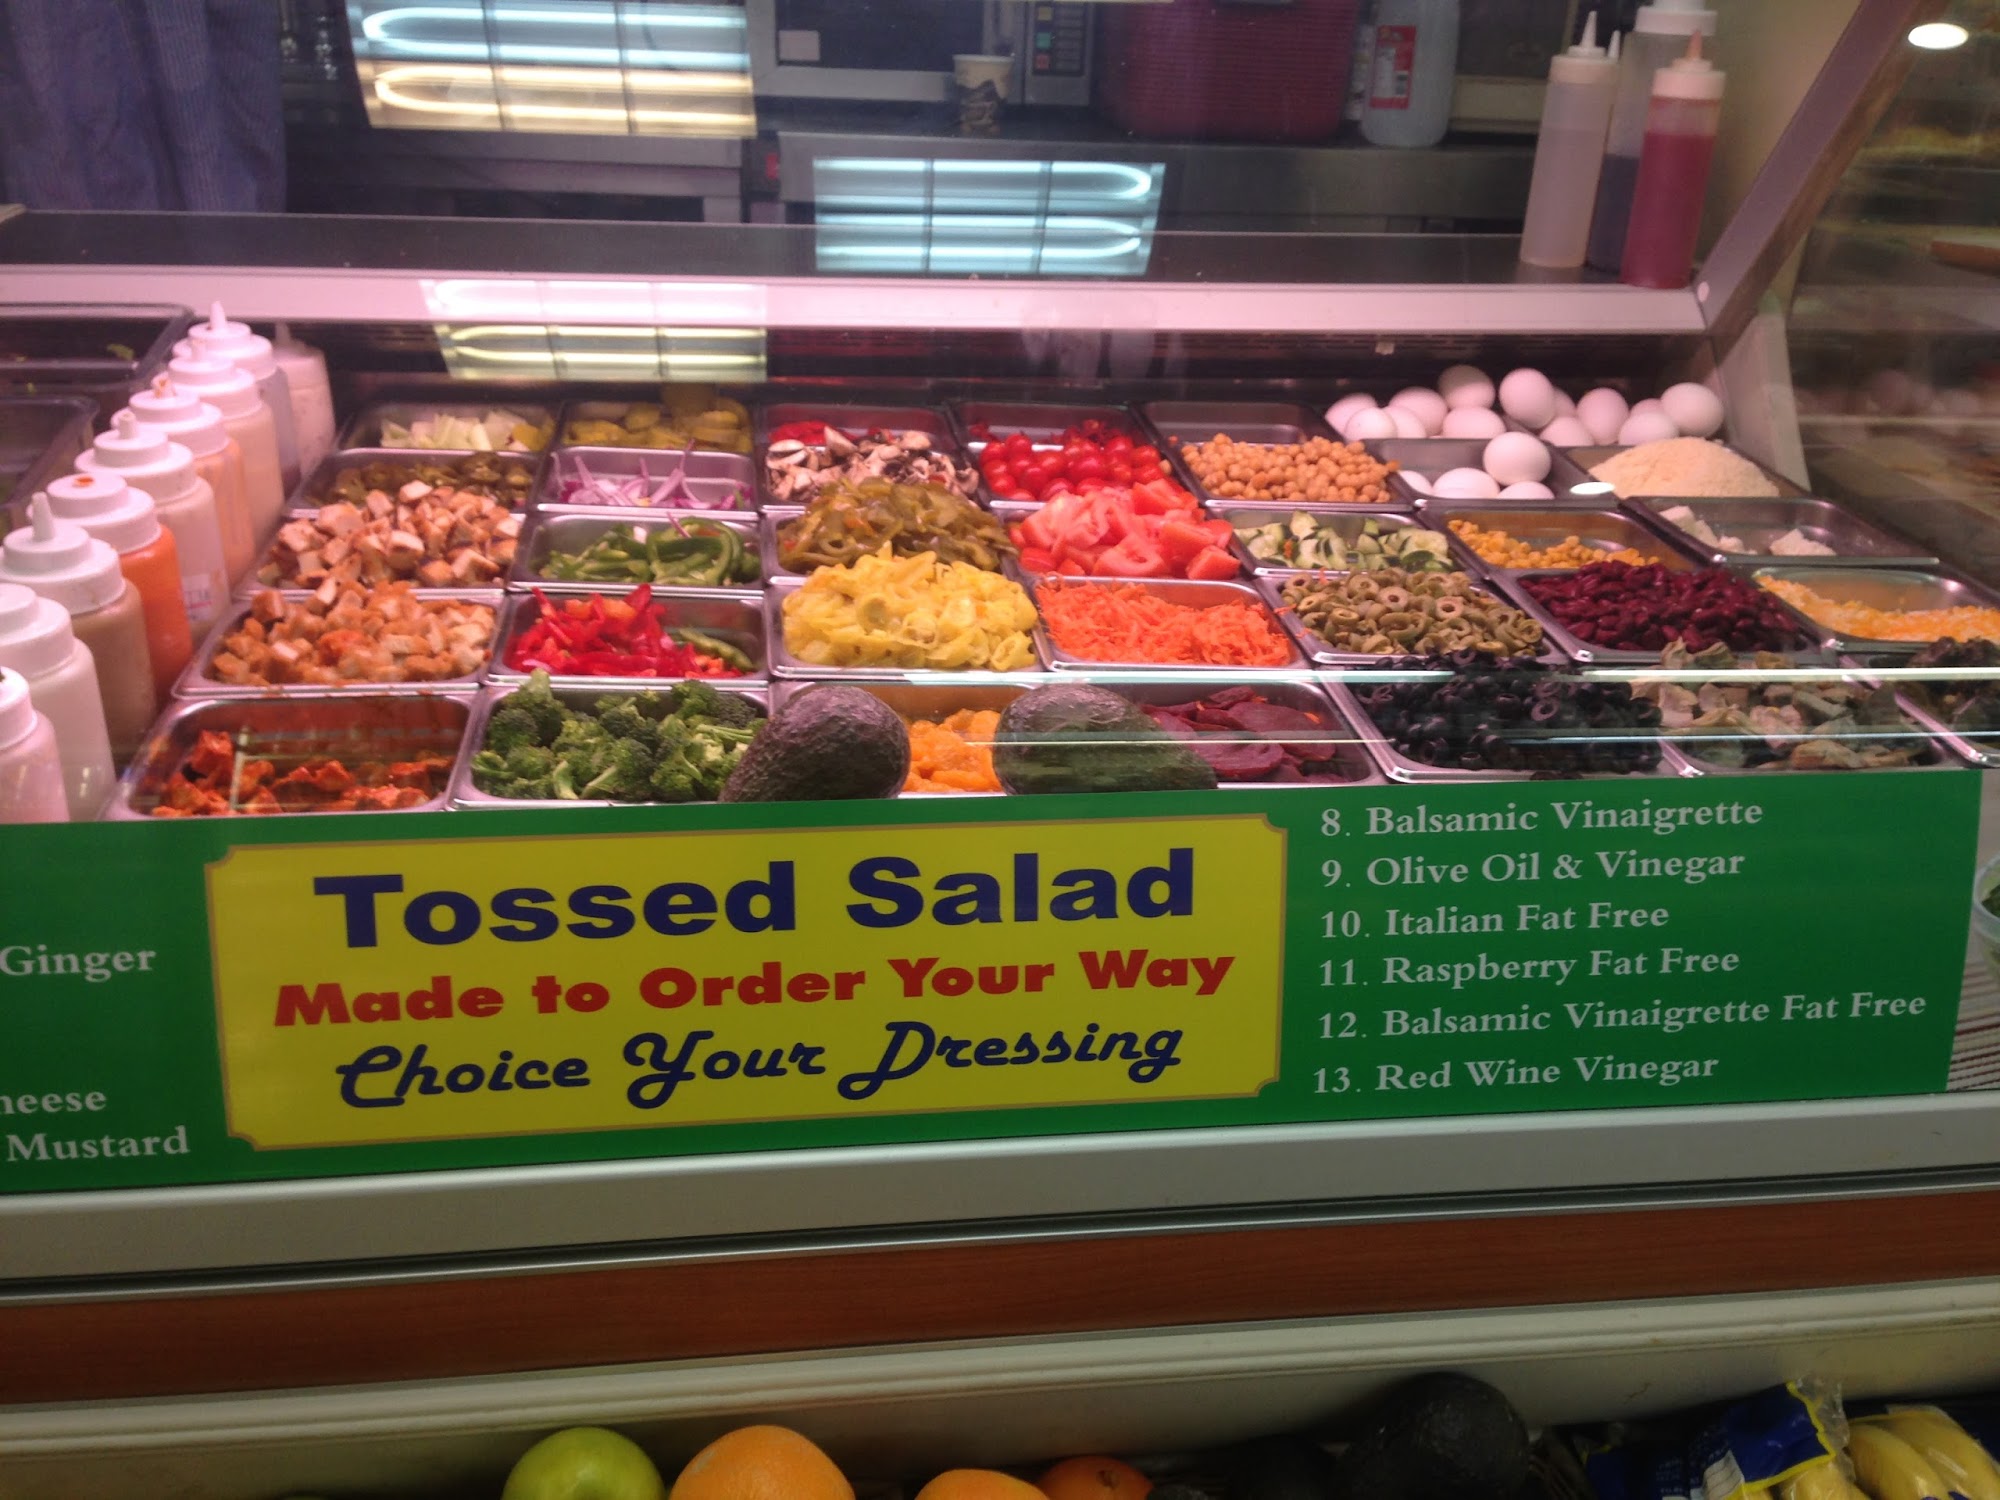 Ginger
heese
Mustard
Tossed Salad
Made to Order Your Way
Choice Your Dressing
8. Balsamic Vinaigrette
9. Olive Oil & Vinegar
10. Italian Fat Free
11. Raspberry Fat Free
12. Balsamic Vinaigrette Fat Free
13. Red Wine Vinegar